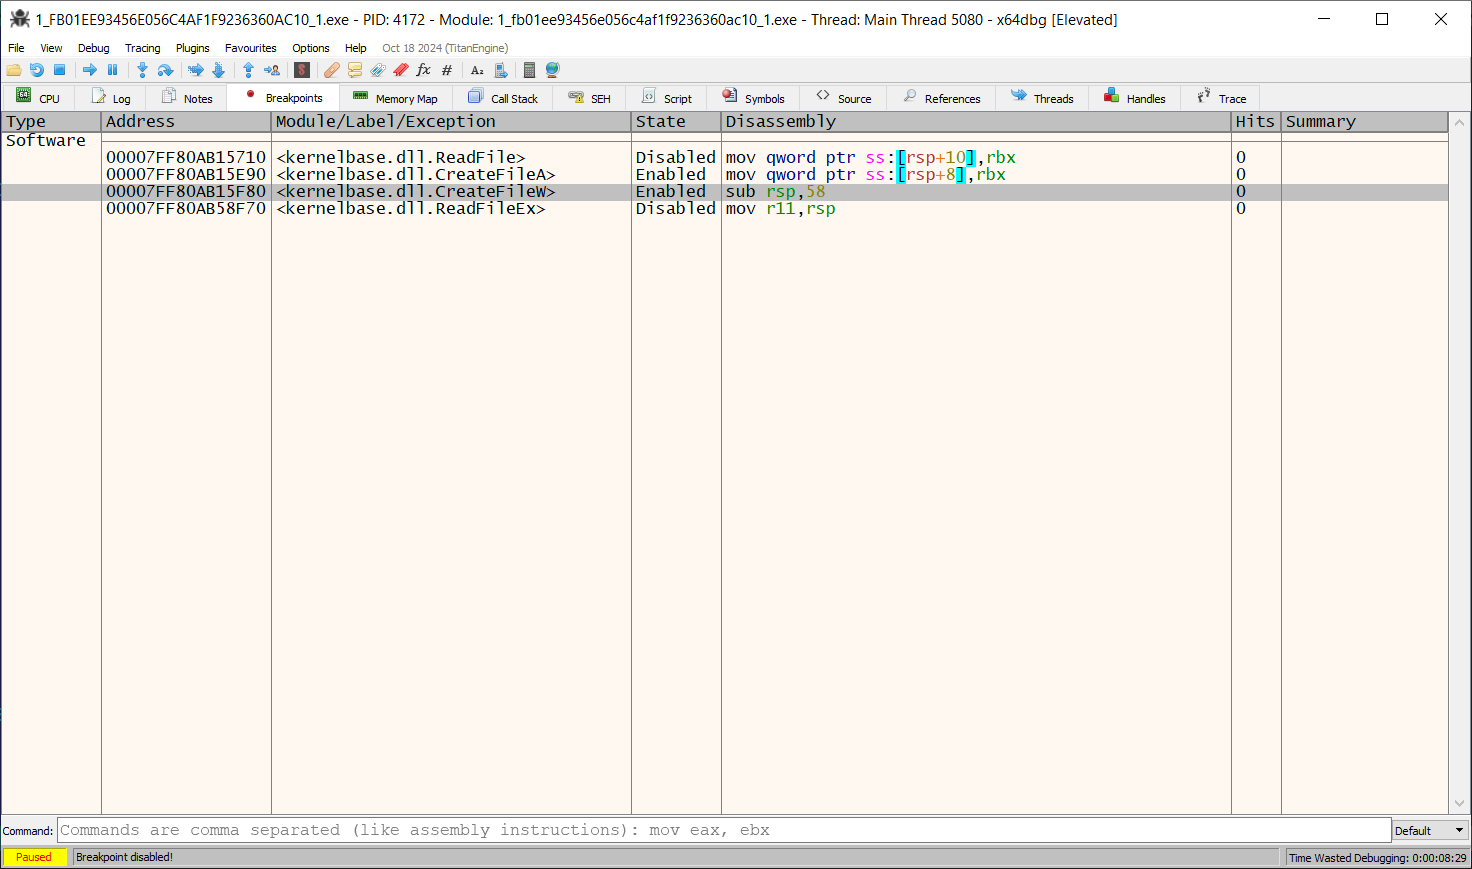 1_FB01EE93456E056C4AF1F9236360AC10_1.exe - PID: 4172 - Module: 1_fb01ee93456e056c4af1f9236360ac10_1.exe - Thread: Main Thread 5080 - x64dbg [Elevated]
File View Debug Tracing Plugins Favourites Options Help Oct 18 2024 (TitanEngine)
CPU Log Notes Breakpoints Memory Map Call Stack SEH Script Symbols Source References Threads Handles Trace
Type Address Module/Label/Exception State Disassembly Hits Summary
Software
00007FF80AB15710 <kernelbase.dll.ReadFile> Disabled mov qword ptr ss:[rsp+10],rbx 0
00007FF80AB15E90 <kernelbase.dll.CreateFileA> Enabled mov qword ptr ss:[rsp+8],rbx 0
00007FF80AB15F80 <kernelbase.dll.CreateFileW> Enabled sub rsp,58 0
00007FF80AB58F70 <kernelbase.dll.ReadFileEx> Disabled mov r11,rsp 0
Command: Commands are comma separated (like assembly instructions): mov eax, ebx Default
Paused Breakpoint disabled! Time Wasted Debugging: 0:00:08:29